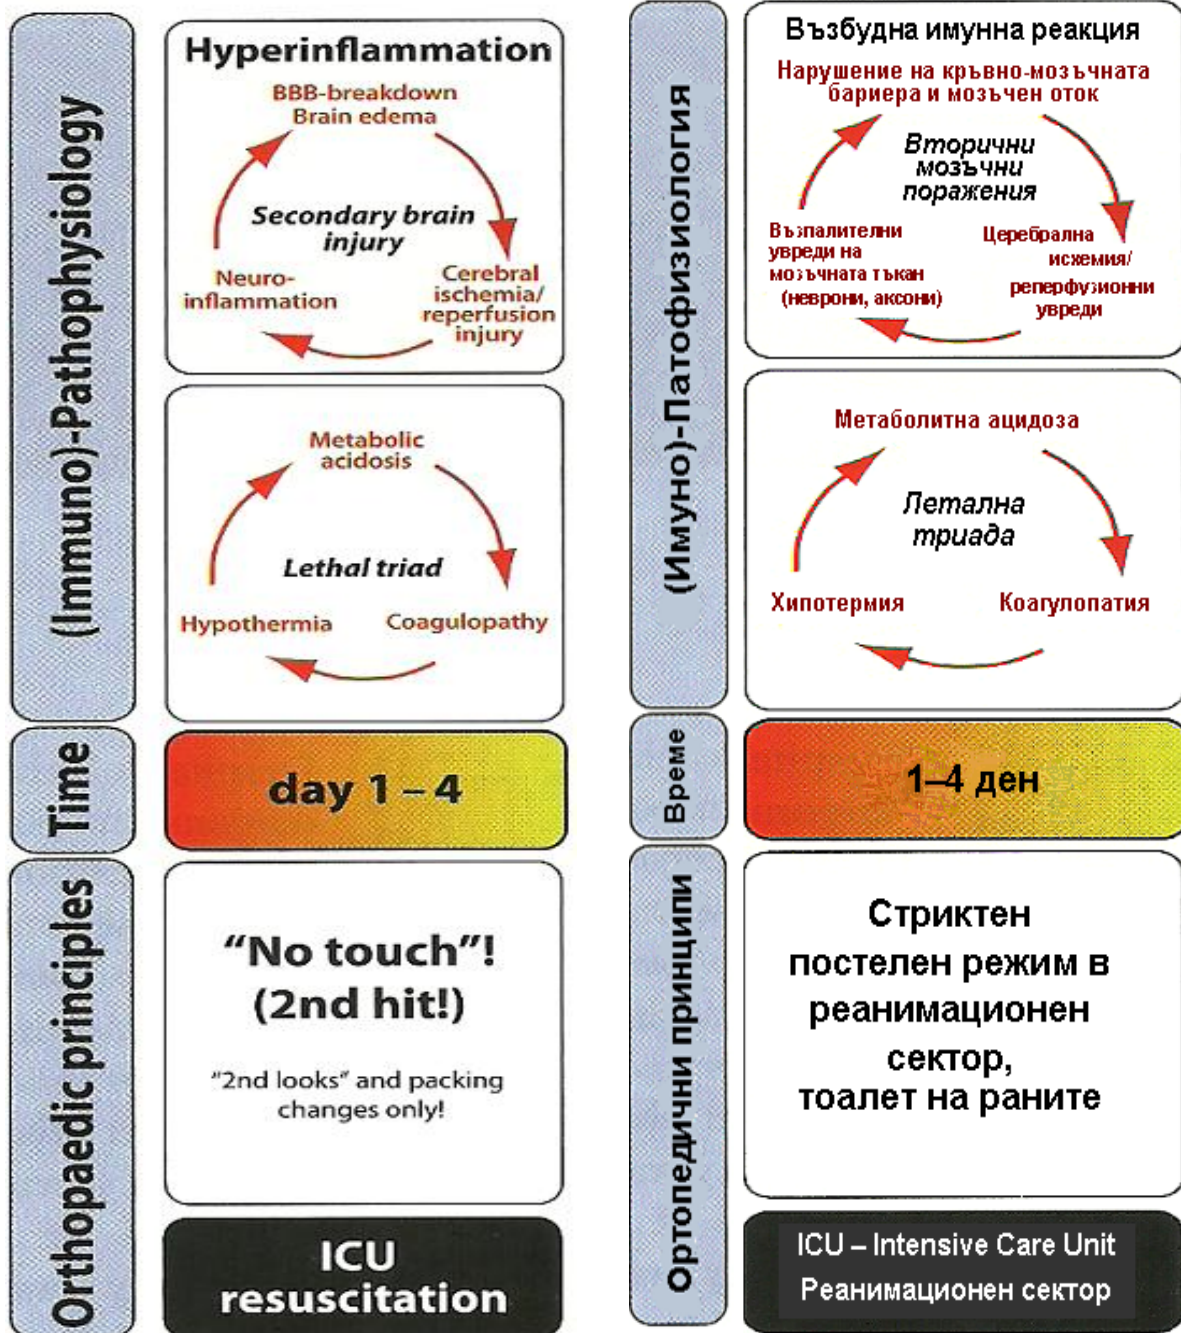 (Immuno)-Pathophysiology
Hyperinflammation
BBB-breakdown
Brain edema
Secondary brain
injury
Neuro-
inflammation
Cerebral
ischemia/
reperfusion
injury
Metabolic
acidosis
Lethal triad
Hypothermia
Coagulopathy
Time
day 1 – 4
Orthopaedic principles
“No touch”!
(2nd hit!)
“2nd looks” and packing
changes only!
ICU
resuscitation
(Имуно)-Патофизиология
Възбудна имунна реакция
Нарушение на кръвно-мозъчната
бариера и мозъчен оток
Вторични
мозъчни
поражения
Възпалителни
увреди на
мозъчната тъкан
(неврони, аксони)
Церебрална
исхемия/
реперфузионни
увреди
Метаболитна ацидоза
Летална
триада
Хипотермия
Коагулопатия
Време
1–4 ден
Ортопедични принципи
Стриктен
постелен режим в
реанимационен
сектор,
тоалет на раните
ICU – Intensive Care Unit
Реанимационен сектор